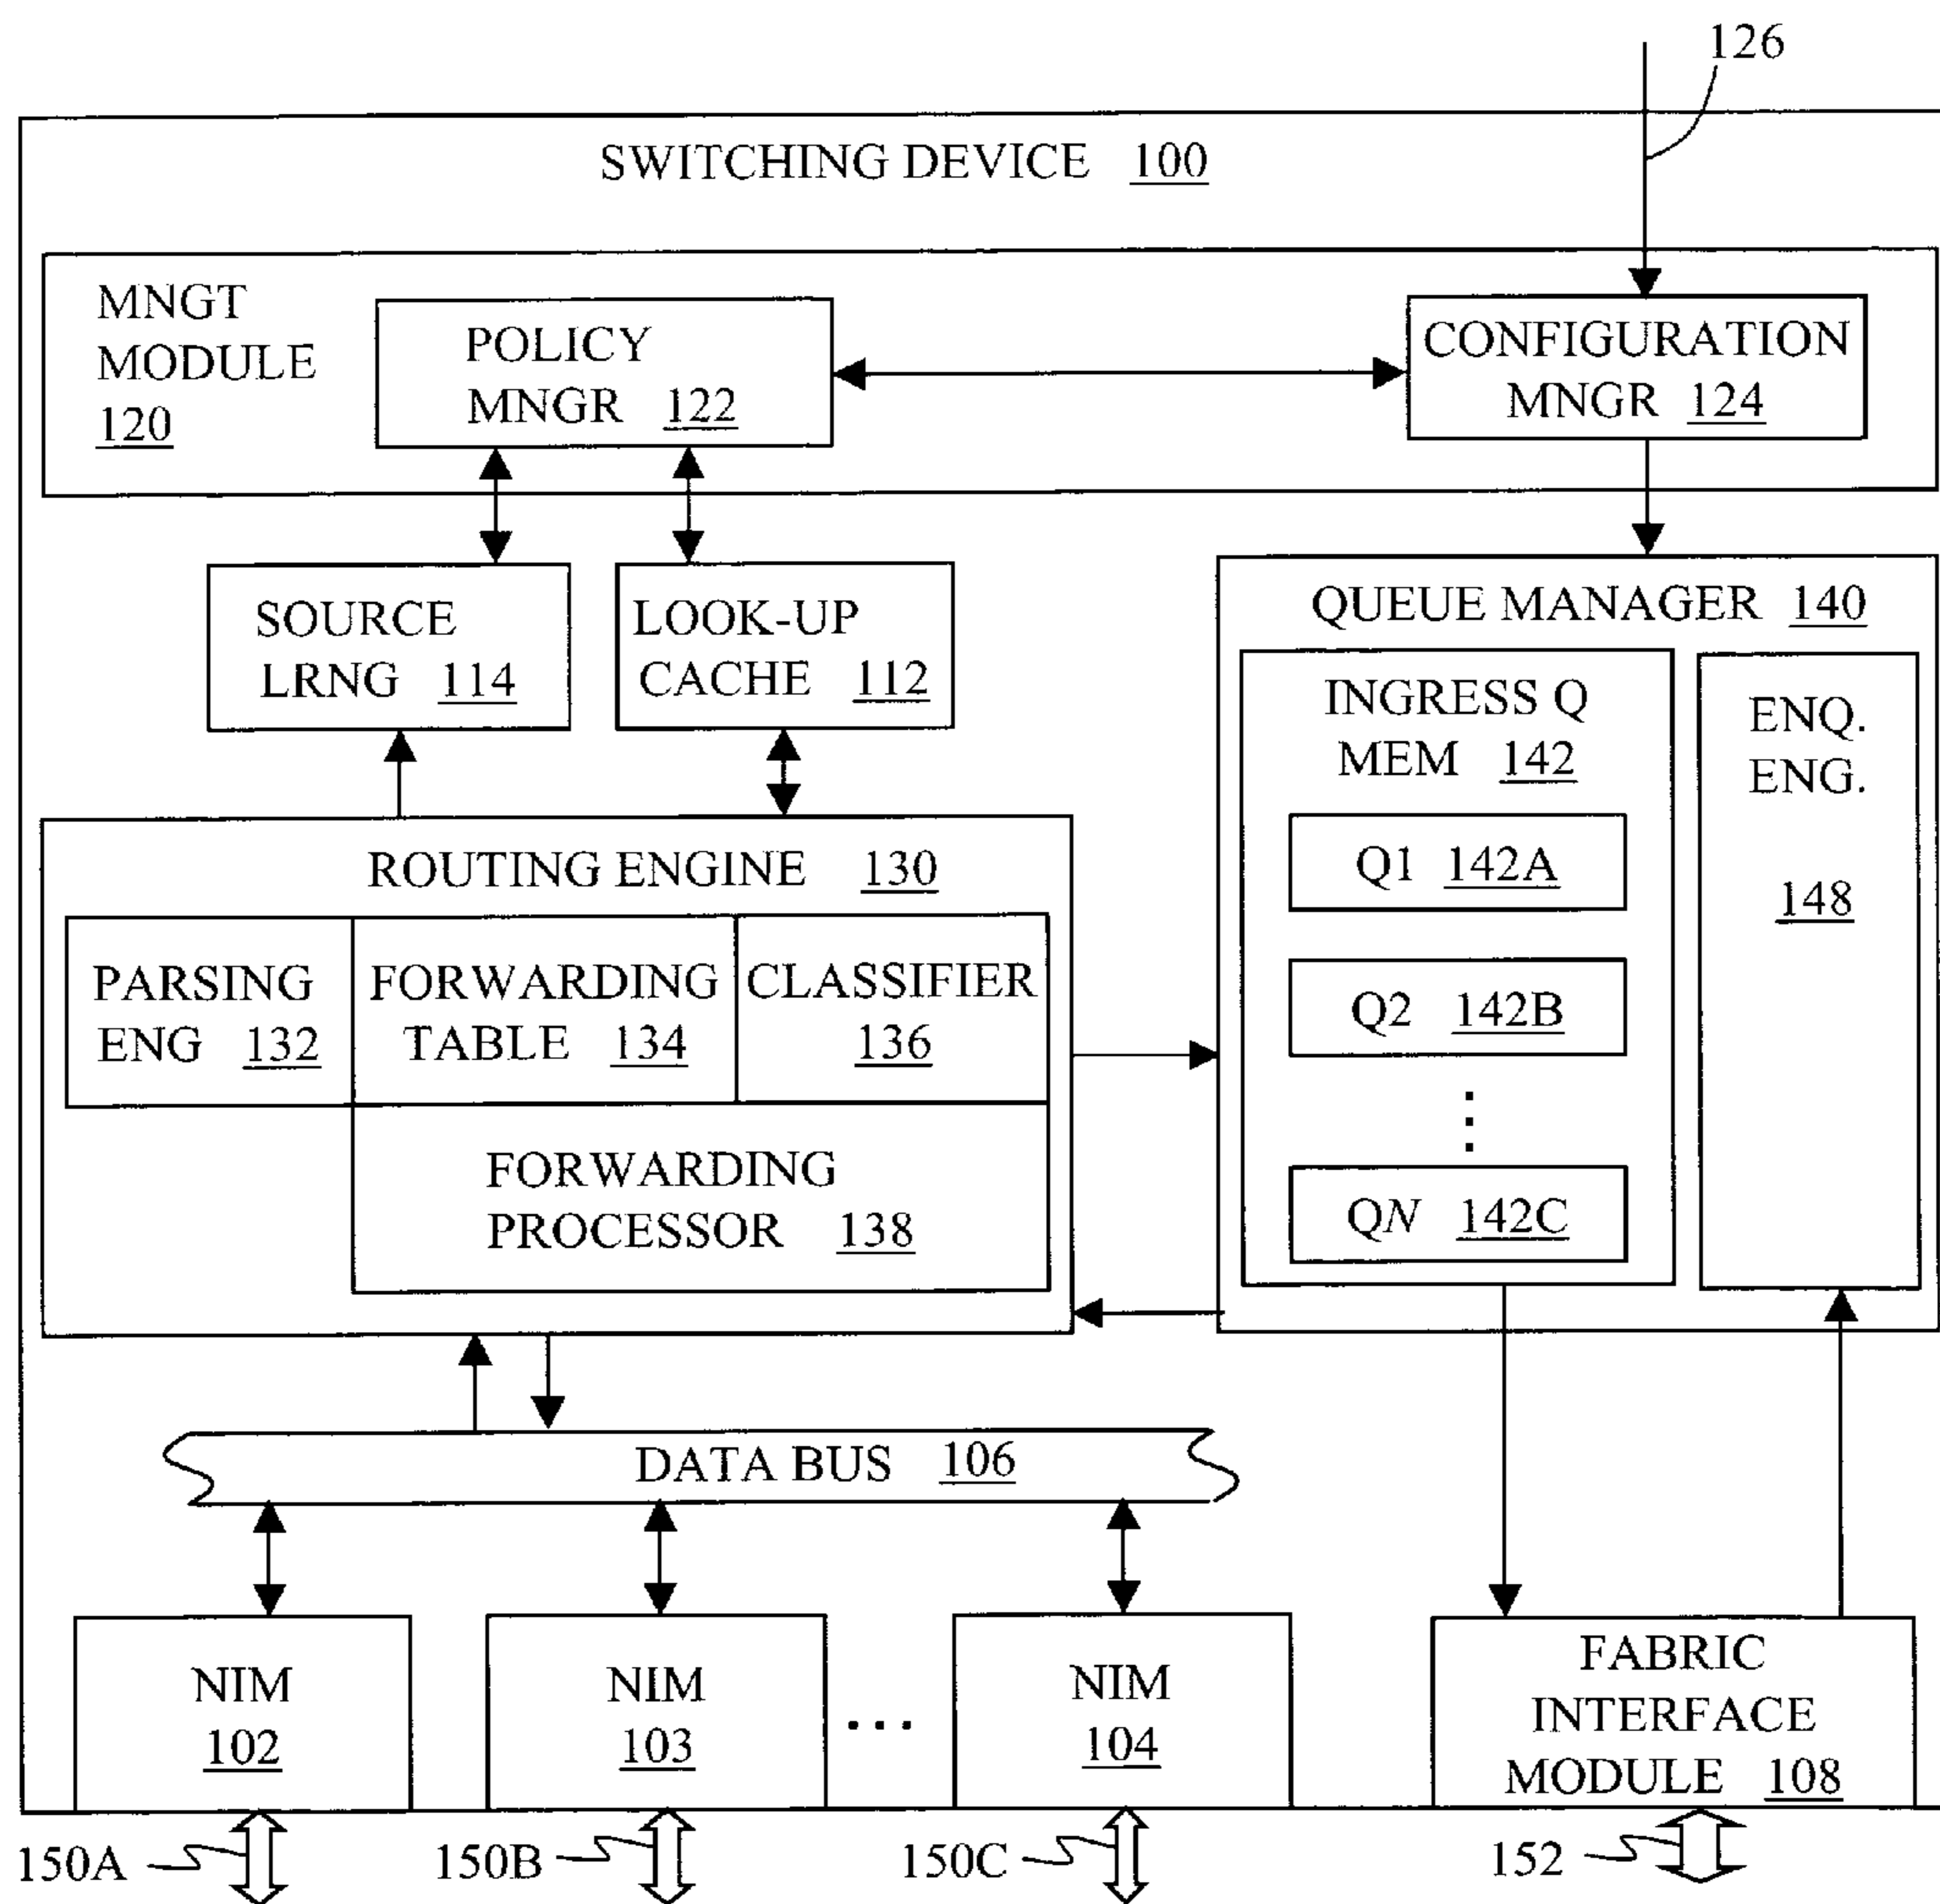 126
SWITCHING DEVICE 100
MNGT
MODULE
120
POLICY
MNGR 122
CONFIGURATION
MNGR 124
SOURCE
LRNG 114
LOOK-UP
CACHE 112
QUEUE MANAGER 140
INGRESS Q
MEM 142
Q1 142A
Q2 142B
QN 142C
ENQ.
ENG.
148
ROUTING ENGINE 130
PARSING
ENG 132
FORWARDING
TABLE 134
CLASSIFIER
136
FORWARDING
PROCESSOR 138
DATA BUS 106
NIM
102
NIM
103
...
NIM
104
FABRIC
INTERFACE
MODULE 108
150A
150B
150C
152